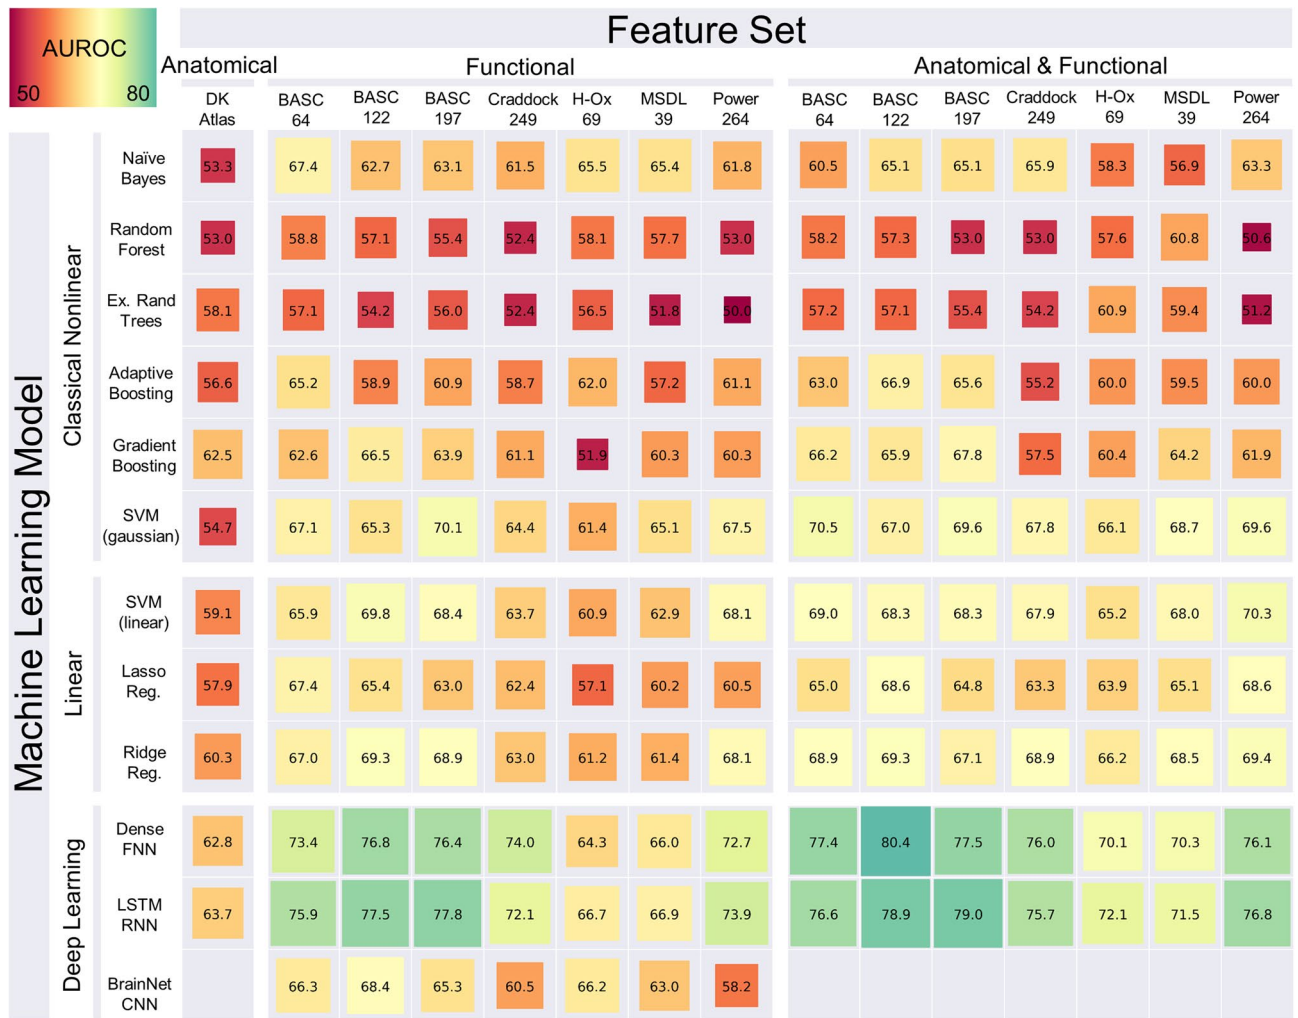 AUROC
50 80
Feature Set
Anatomical Functional Anatomical & Functional
DK Atlas BASC 64 BASC 122 BASC 197 Craddock 249 H-Ox 69 MSDL 39 Power 264 BASC 64 BASC 122 BASC 197 Craddock 249 H-Ox 69 MSDL 39 Power 264
Machine Learning Model
Classical Nonlinear
Naïve Bayes 53.3 67.4 62.7 63.1 61.5 65.5 65.4 61.8 60.5 65.1 65.1 65.9 58.3 56.9 63.3
Random Forest 53.0 58.8 57.1 55.4 52.4 58.1 57.7 53.0 58.2 57.3 53.0 53.0 57.6 60.8 50.6
Ex. Rand Trees 58.1 57.1 54.2 56.0 52.4 56.5 51.8 50.0 57.2 57.1 55.4 54.2 60.9 59.4 51.2
Adaptive Boosting 56.6 65.2 58.9 60.9 58.7 62.0 57.2 61.1 63.0 66.9 65.6 55.2 60.0 59.5 60.0
Gradient Boosting 62.5 62.6 66.5 63.9 61.1 51.9 60.3 60.3 66.2 65.9 67.8 57.5 60.4 64.2 61.9
SVM (gaussian) 54.7 67.1 65.3 70.1 64.4 61.4 65.1 67.5 70.5 67.0 69.6 67.8 66.1 68.7 69.6
Linear
SVM (linear) 59.1 65.9 69.8 68.4 63.7 60.9 62.9 68.1 69.0 68.3 68.3 67.9 65.2 68.0 70.3
Lasso Reg. 57.9 67.4 65.4 63.0 62.4 57.1 60.2 60.5 65.0 68.6 64.8 63.3 63.9 65.1 68.6
Ridge Reg. 60.3 67.0 69.3 68.9 63.0 61.2 61.4 68.1 68.9 69.3 67.1 68.9 66.2 68.5 69.4
Deep Learning
Dense FNN 62.8 73.4 76.8 76.4 74.0 64.3 66.0 72.7 77.4 80.4 77.5 76.0 70.1 70.3 76.1
LSTM RNN 63.7 75.9 77.5 77.8 72.1 66.7 66.9 73.9 76.6 78.9 79.0 75.7 72.1 71.5 76.8
BrainNet CNN 66.3 68.4 65.3 60.5 66.2 63.0 58.2